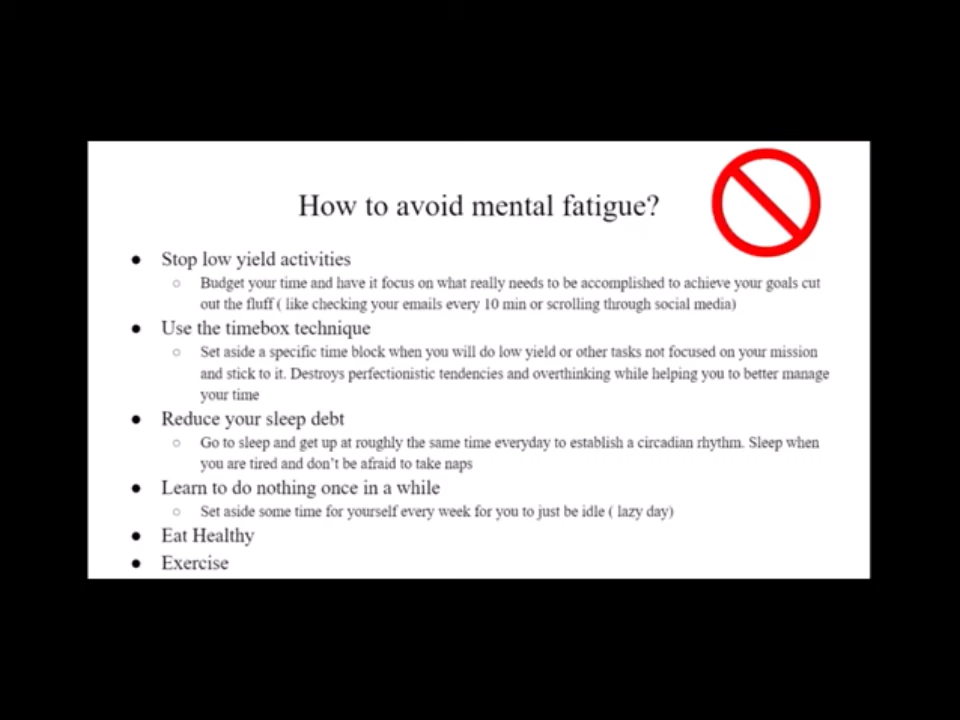 How to avoid mental fatigue?
● Stop low yield activities
○ Budget your time and have it focus on what really needs to be accomplished to achieve your goals cut
out the fluff ( like checking your emails every 10 min or scrolling through social media)
● Use the timebox technique
○ Set aside a specific time block when you will do low yield or other tasks not focused on your mission
and stick to it. Destroys perfectionistic tendencies and overthinking while helping you to better manage
your time
● Reduce your sleep debt
○ Go to sleep and get up at roughly the same time everyday to establish a circadian rhythm. Sleep when
you are tired and don't be afraid to take naps
● Learn to do nothing once in a while
○ Set aside some time for yourself every week for you to just be idle ( lazy day)
● Eat Healthy
● Exercise